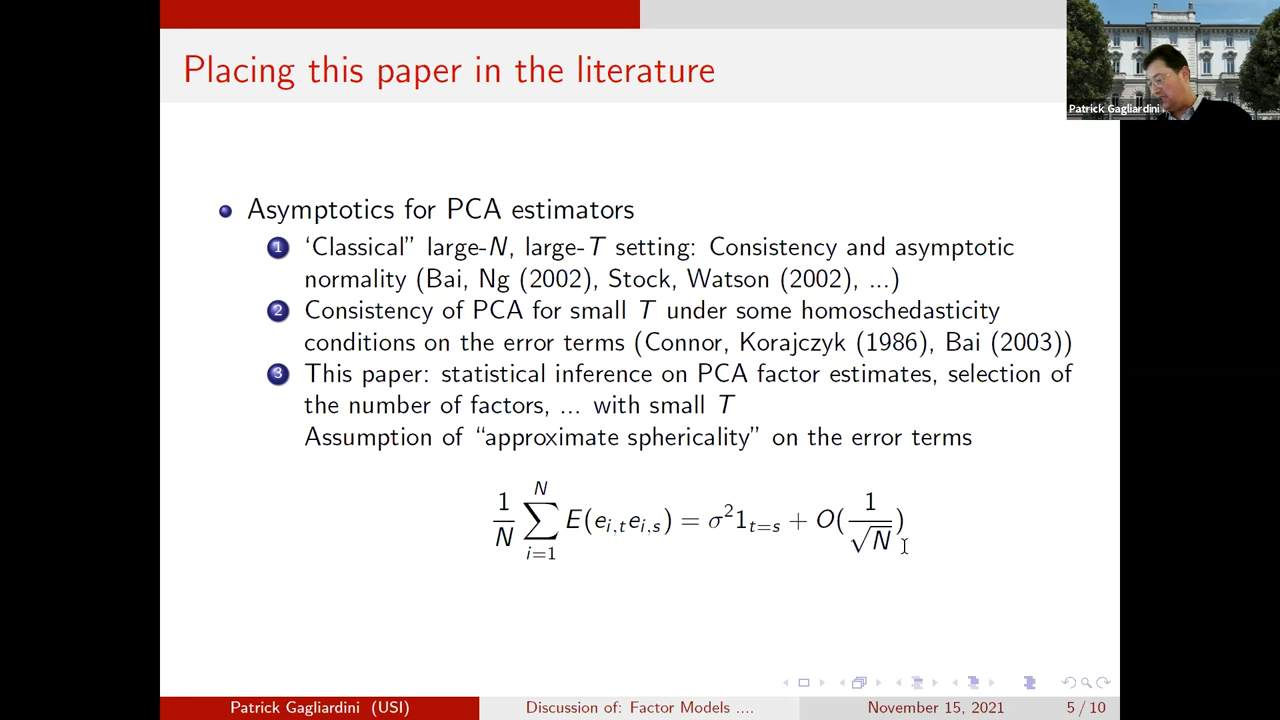 Placing this paper in the literature
Patrick Gagliardini
Asymptotics for PCA estimators
1 ‘Classical” large-N, large-T setting: Consistency and asymptotic
normality (Bai, Ng (2002), Stock, Watson (2002), ...)
2 Consistency of PCA for small T under some homoschedasticity
conditions on the error terms (Connor, Korajczyk (1986), Bai (2003))
3 This paper: statistical inference on PCA factor estimates, selection of
the number of factors, ... with small T
Assumption of “approximate sphericality” on the error terms
1/N ∑_{i=1}^{N} E(e_{i,t}e_{i,s}) = σ²1_{t=s} + O(1/√N)
Patrick Gagliardini (USI) Discussion of: Factor Models .... November 15, 2021 5 / 10